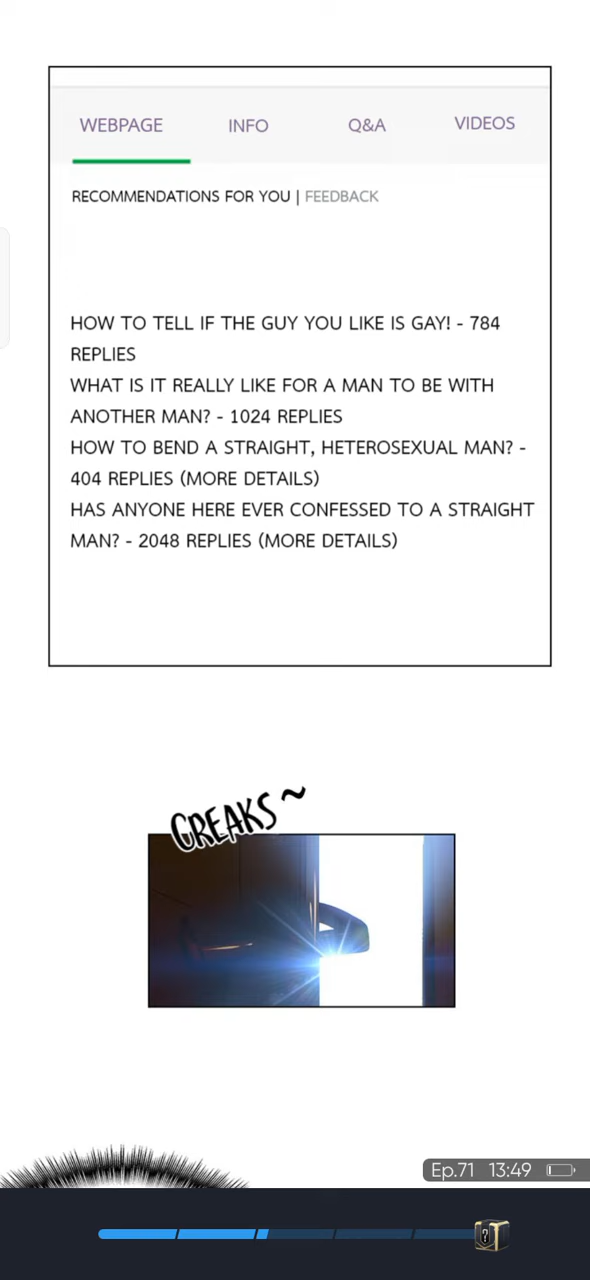 WEBPAGE INFO Q&A VIDEOS
RECOMMENDATIONS FOR YOU | FEEDBACK
HOW TO TELL IF THE GUY YOU LIKE IS GAY! - 784
REPLIES
WHAT IS IT REALLY LIKE FOR A MAN TO BE WITH
ANOTHER MAN? - 1024 REPLIES
HOW TO BEND A STRAIGHT, HETEROSEXUAL MAN? -
404 REPLIES (MORE DETAILS)
HAS ANYONE HERE EVER CONFESSED TO A STRAIGHT
MAN? - 2048 REPLIES (MORE DETAILS)
CREAKS~
Ep.71 13:49
?